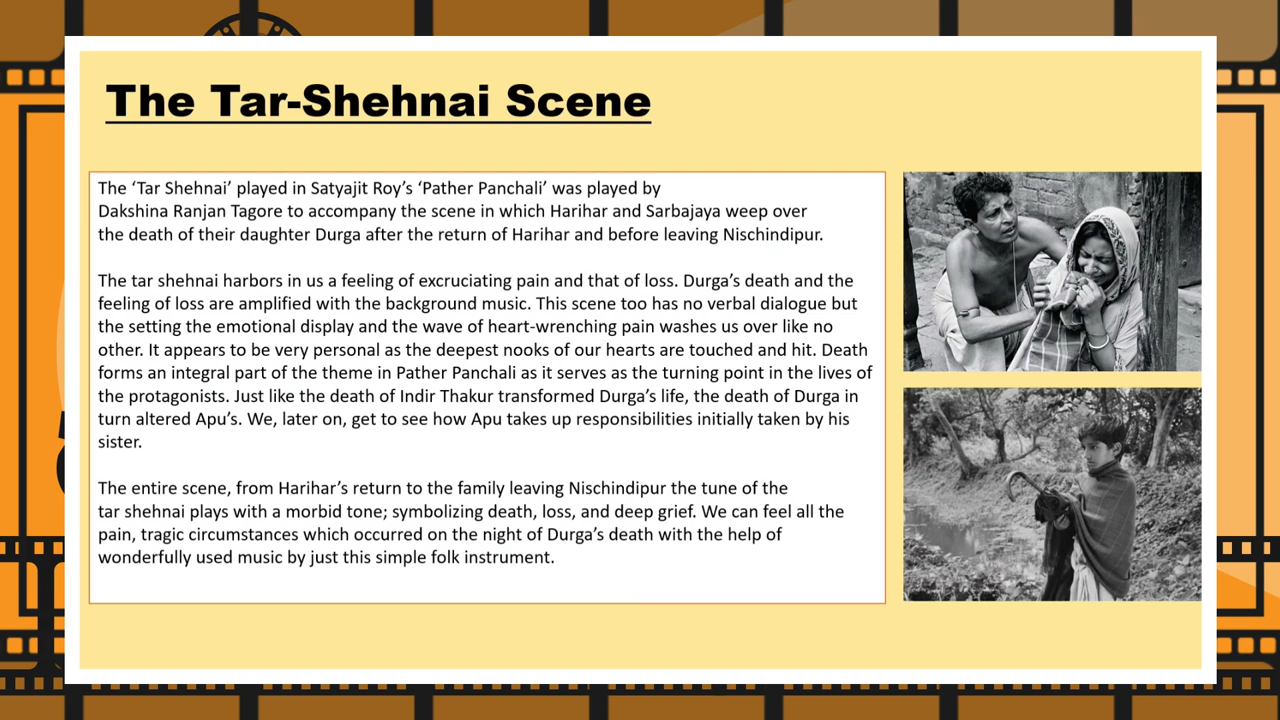 The Tar-Shehnai Scene
The ‘Tar Shehnai’ played in Satyajit Roy’s ‘Pather Panchali’ was played by
Dakshina Ranjan Tagore to accompany the scene in which Harihar and Sarbajaya weep over
the death of their daughter Durga after the return of Harihar and before leaving Nischindipur.
The tar shehnai harbors in us a feeling of excruciating pain and that of loss. Durga’s death and the
feeling of loss are amplified with the background music. This scene too has no verbal dialogue but
the setting the emotional display and the wave of heart-wrenching pain washes us over like no
other. It appears to be very personal as the deepest nooks of our hearts are touched and hit. Death
forms an integral part of the theme in Pather Panchali as it serves as the turning point in the lives of
the protagonists. Just like the death of Indir Thakur transformed Durga’s life, the death of Durga in
turn altered Apu’s. We, later on, get to see how Apu takes up responsibilities initially taken by his
sister.
The entire scene, from Harihar’s return to the family leaving Nischindipur the tune of the
tar shehnai plays with a morbid tone; symbolizing death, loss, and deep grief. We can feel all the
pain, tragic circumstances which occurred on the night of Durga’s death with the help of
wonderfully used music by just this simple folk instrument.